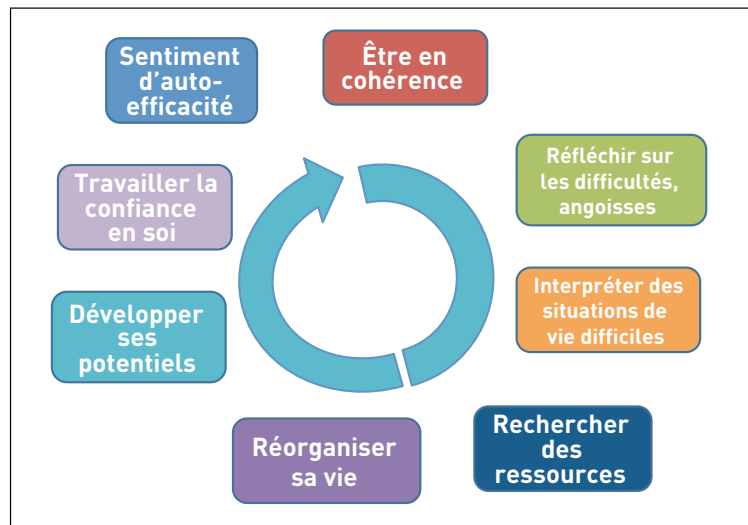 Être en
cohérence
Réfléchir sur
les difficultés,
angoisses
Interpréter des
situations de
vie difficiles
Rechercher
des
ressources
Réorganiser
sa vie
Développer
ses
potentiels
Travailler la
confiance
en soi
Sentiment
d’auto-
efficacité